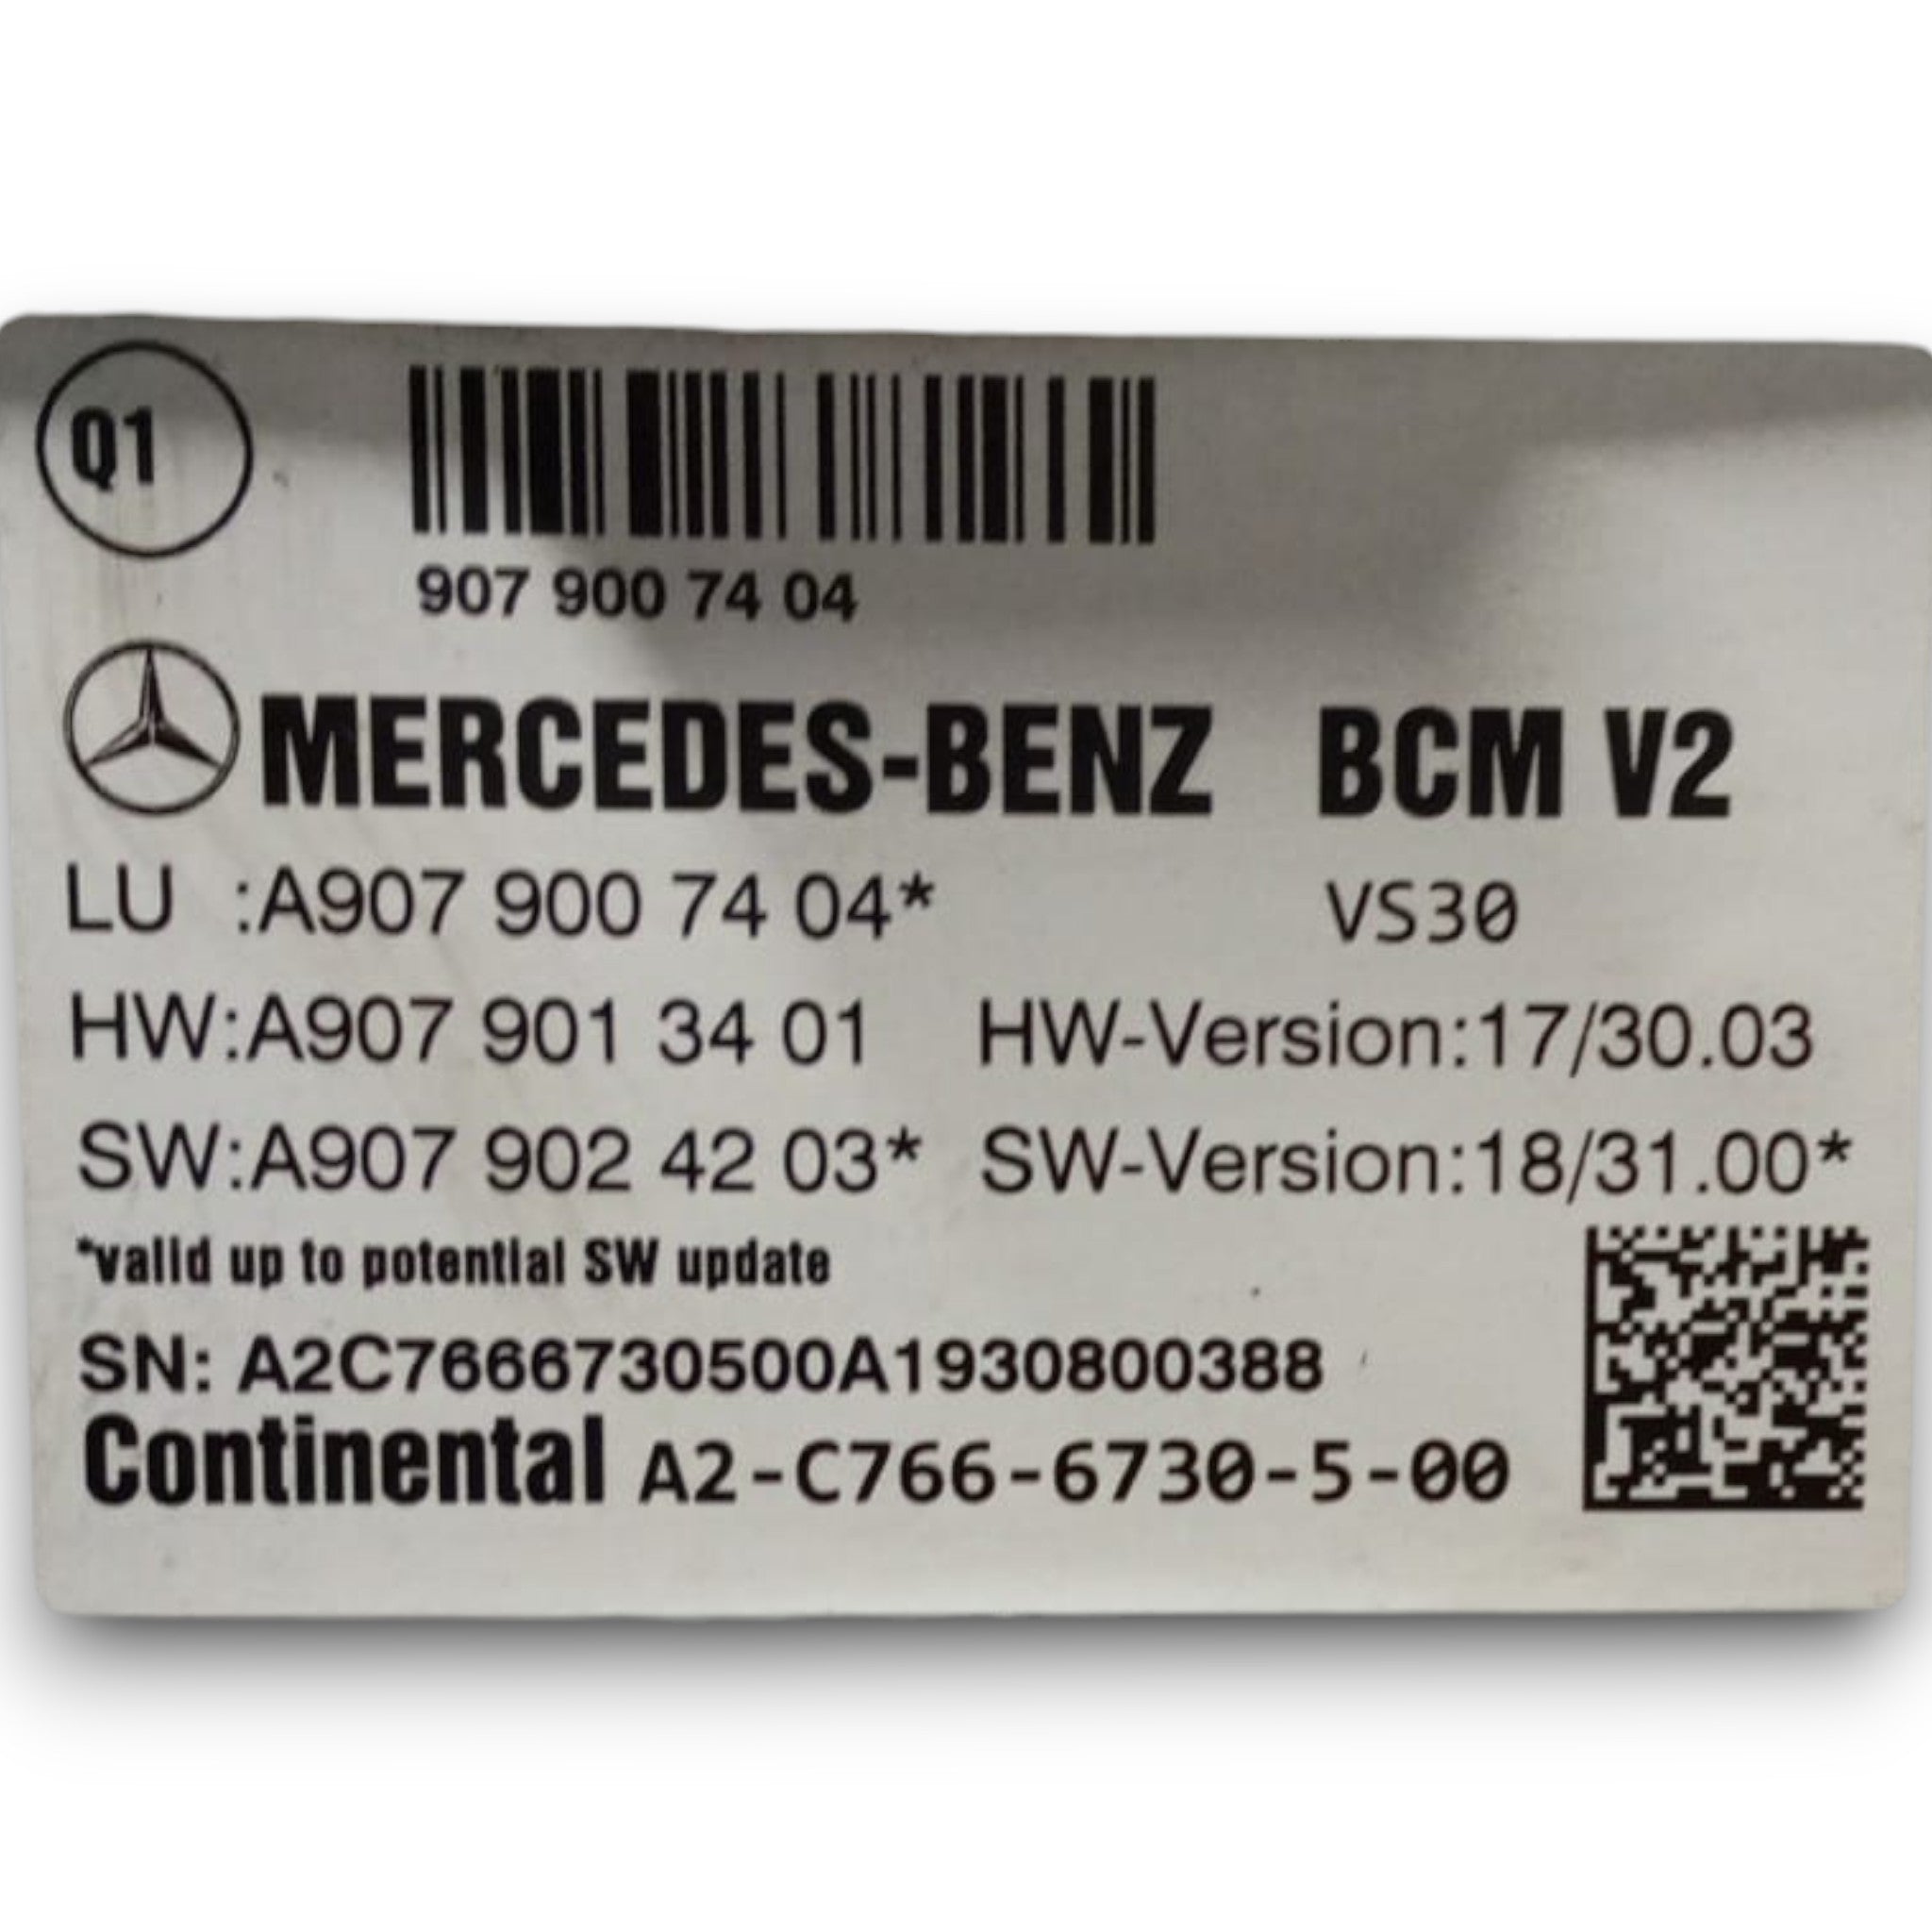 Q1
907 900 74 04
MERCEDES-BENZ BCM V2
LU :A907 900 74 04* VS30
HW:A907 901 34 01 HW-Version:17/30.03
SW:A907 902 42 03* SW-Version:18/31.00*
*valid up to potential SW update
SN: A2C7666730500A1930800388
Continental A2-C766-6730-5-00